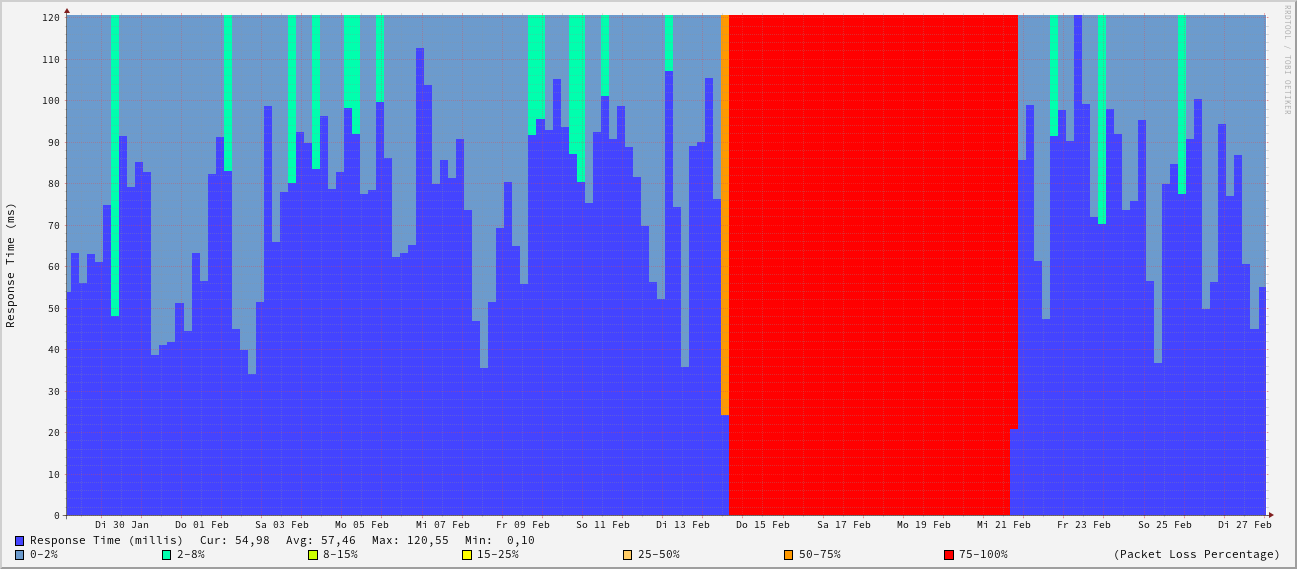 RRDTOOL / TOBI OETIKER
Response Time (ms)
120
110
100
90
80
70
60
50
40
30
20
10
0
Di 30 Jan Do 01 Feb Sa 03 Feb Mo 05 Feb Mi 07 Feb Fr 09 Feb So 11 Feb Di 13 Feb Do 15 Feb Sa 17 Feb Mo 19 Feb Mi 21 Feb Fr 23 Feb So 25 Feb Di 27 Feb
Response Time (millis) Cur: 54,98 Avg: 57,46 Max: 120,55 Min: 0,10
0-2% 2-8% 8-15% 15-25% 25-50% 50-75% 75-100% (Packet Loss Percentage)